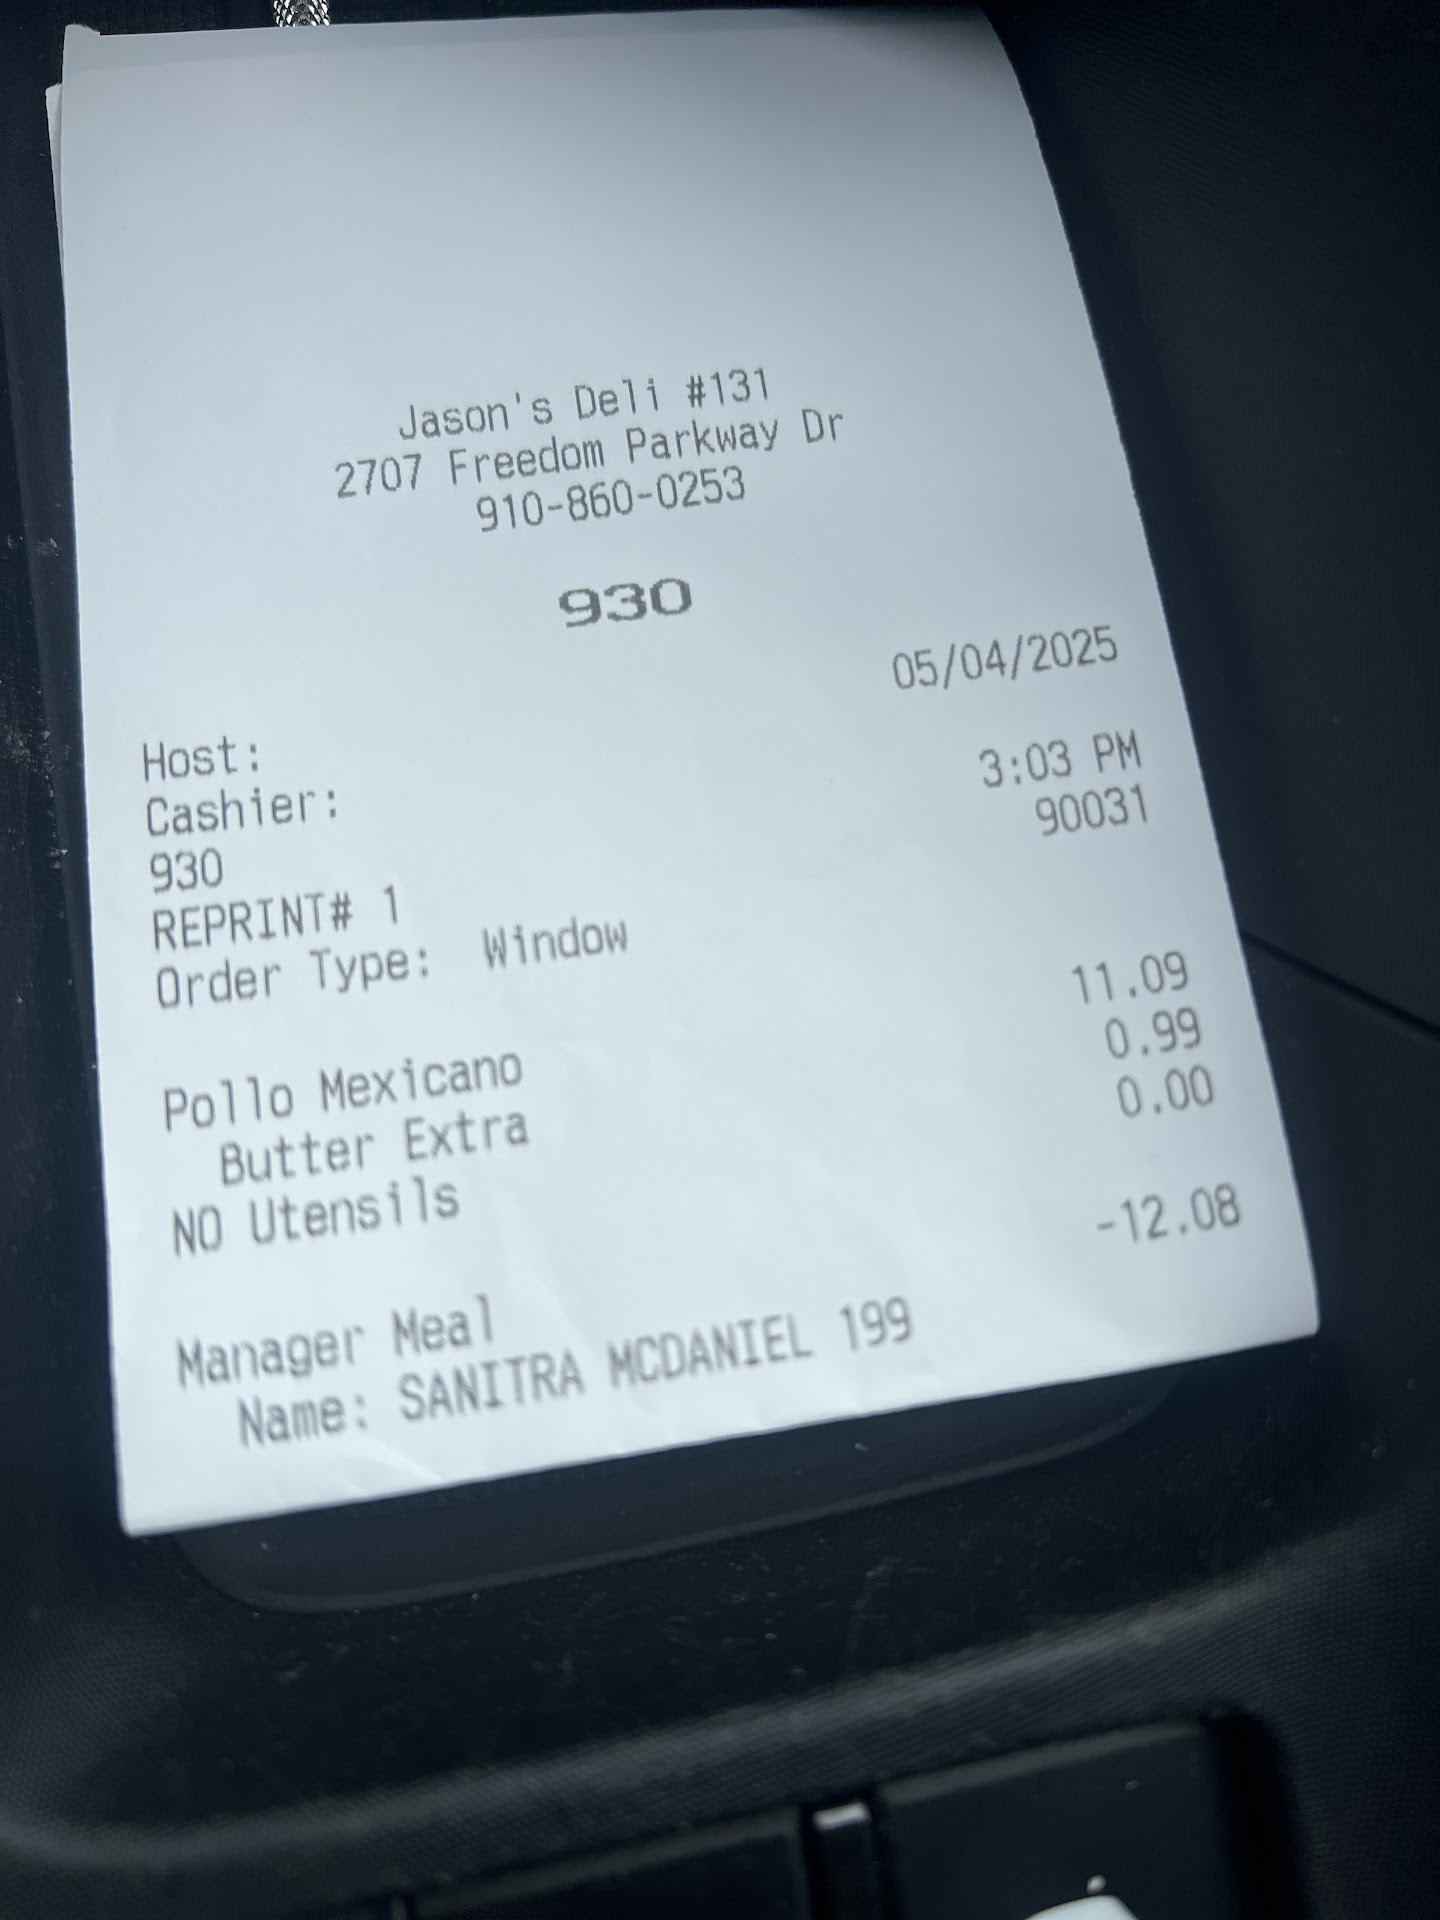 Jason's Deli #131
2707 Freedom Parkway Dr
910-860-0253
930
05/04/2025
Host:
Cashier: 3:03 PM
930 90031
REPRINT# 1
Order Type: Window
Pollo Mexicano 11.09
Butter Extra 0.99
NO Utensils 0.00
Manager Meal -12.08
Name: SANITRA MCDANIEL 199